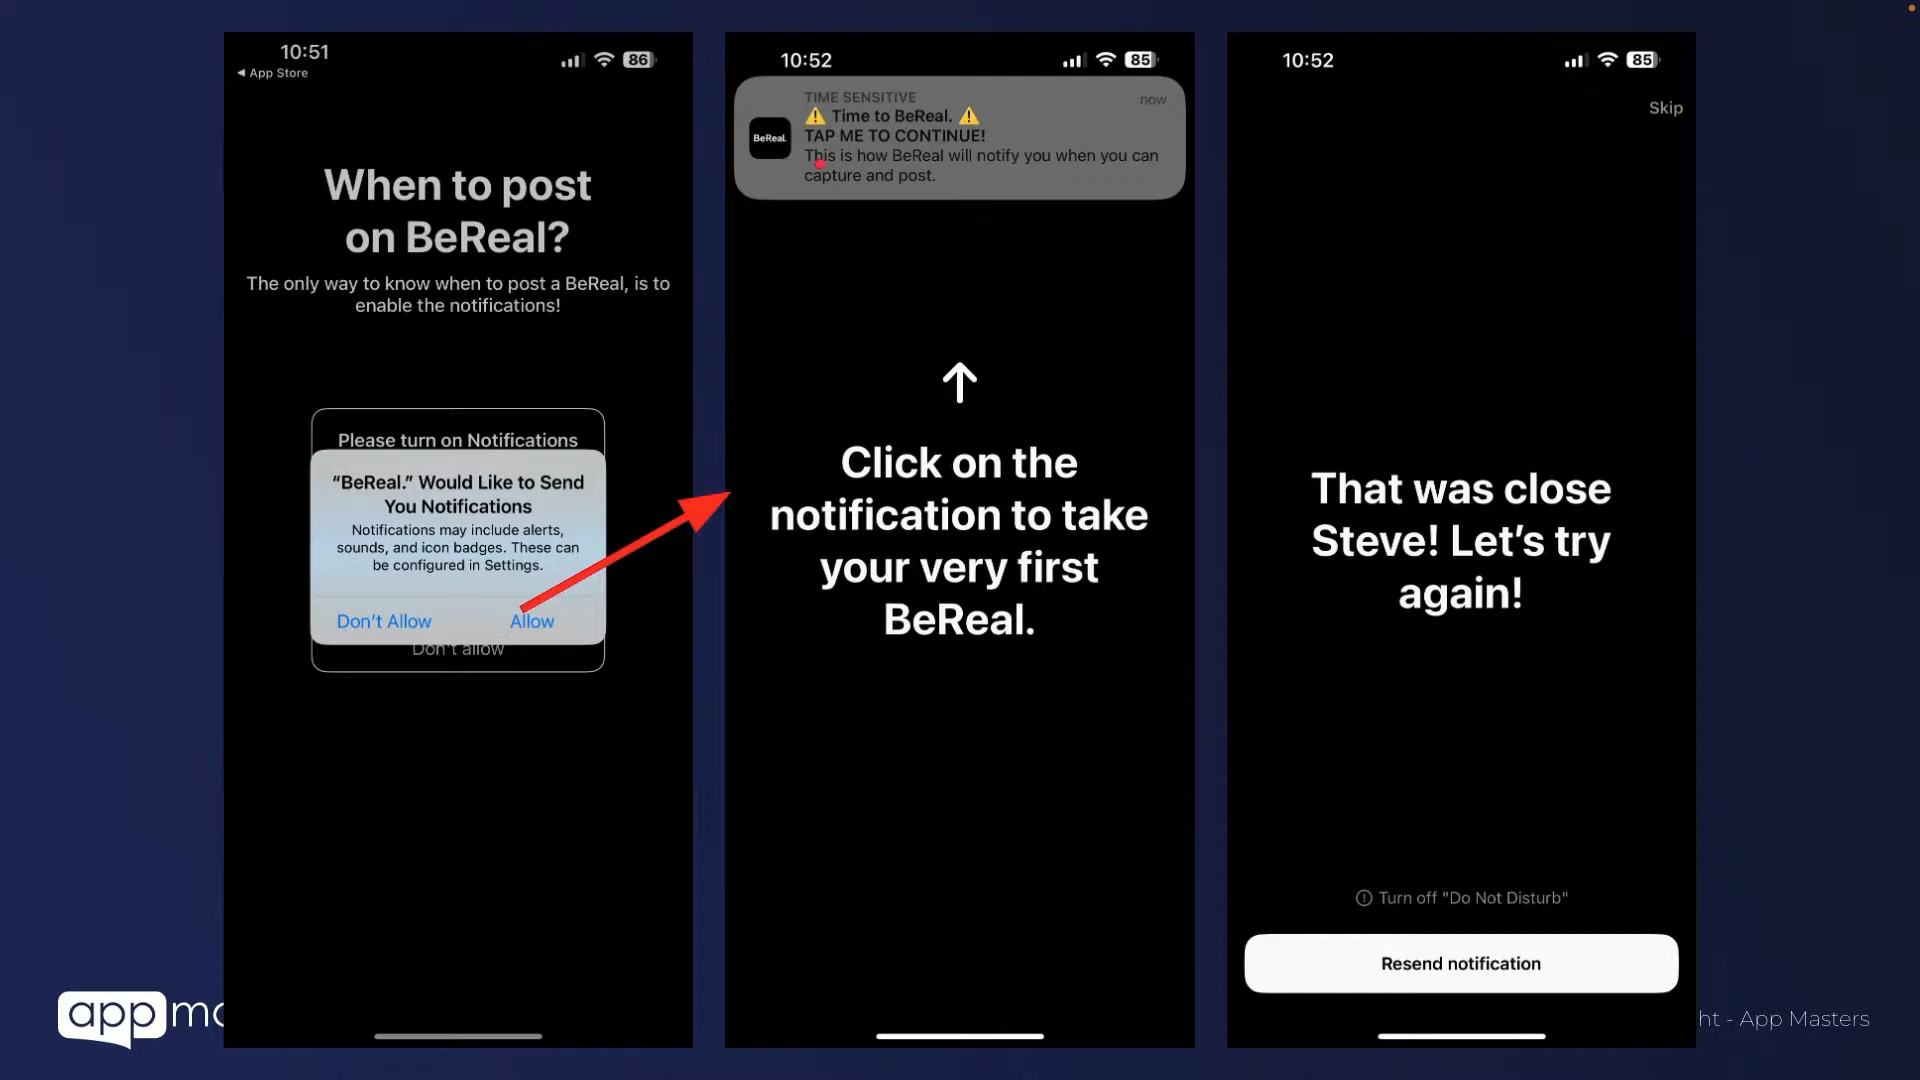 10:51
86
◀ App Store
When to post
on BeReal?
The only way to know when to post a BeReal, is to
enable the notifications!
Please turn on Notifications
“BeReal.” Would Like to Send
You Notifications
Notifications may include alerts,
sounds, and icon badges. These can
be configured in Settings.
Don’t Allow
Allow
Don't allow
10:52
85
TIME SENSITIVE
now
BeReal.
⚠️ Time to BeReal. ⚠️
TAP ME TO CONTINUE!
This is how BeReal will notify you when you can
capture and post.
Click on the
notification to take
your very first
BeReal.
10:52
85
Skip
That was close
Steve! Let’s try
again!
Turn off "Do Not Disturb"
Resend notification
app
ht - App Masters